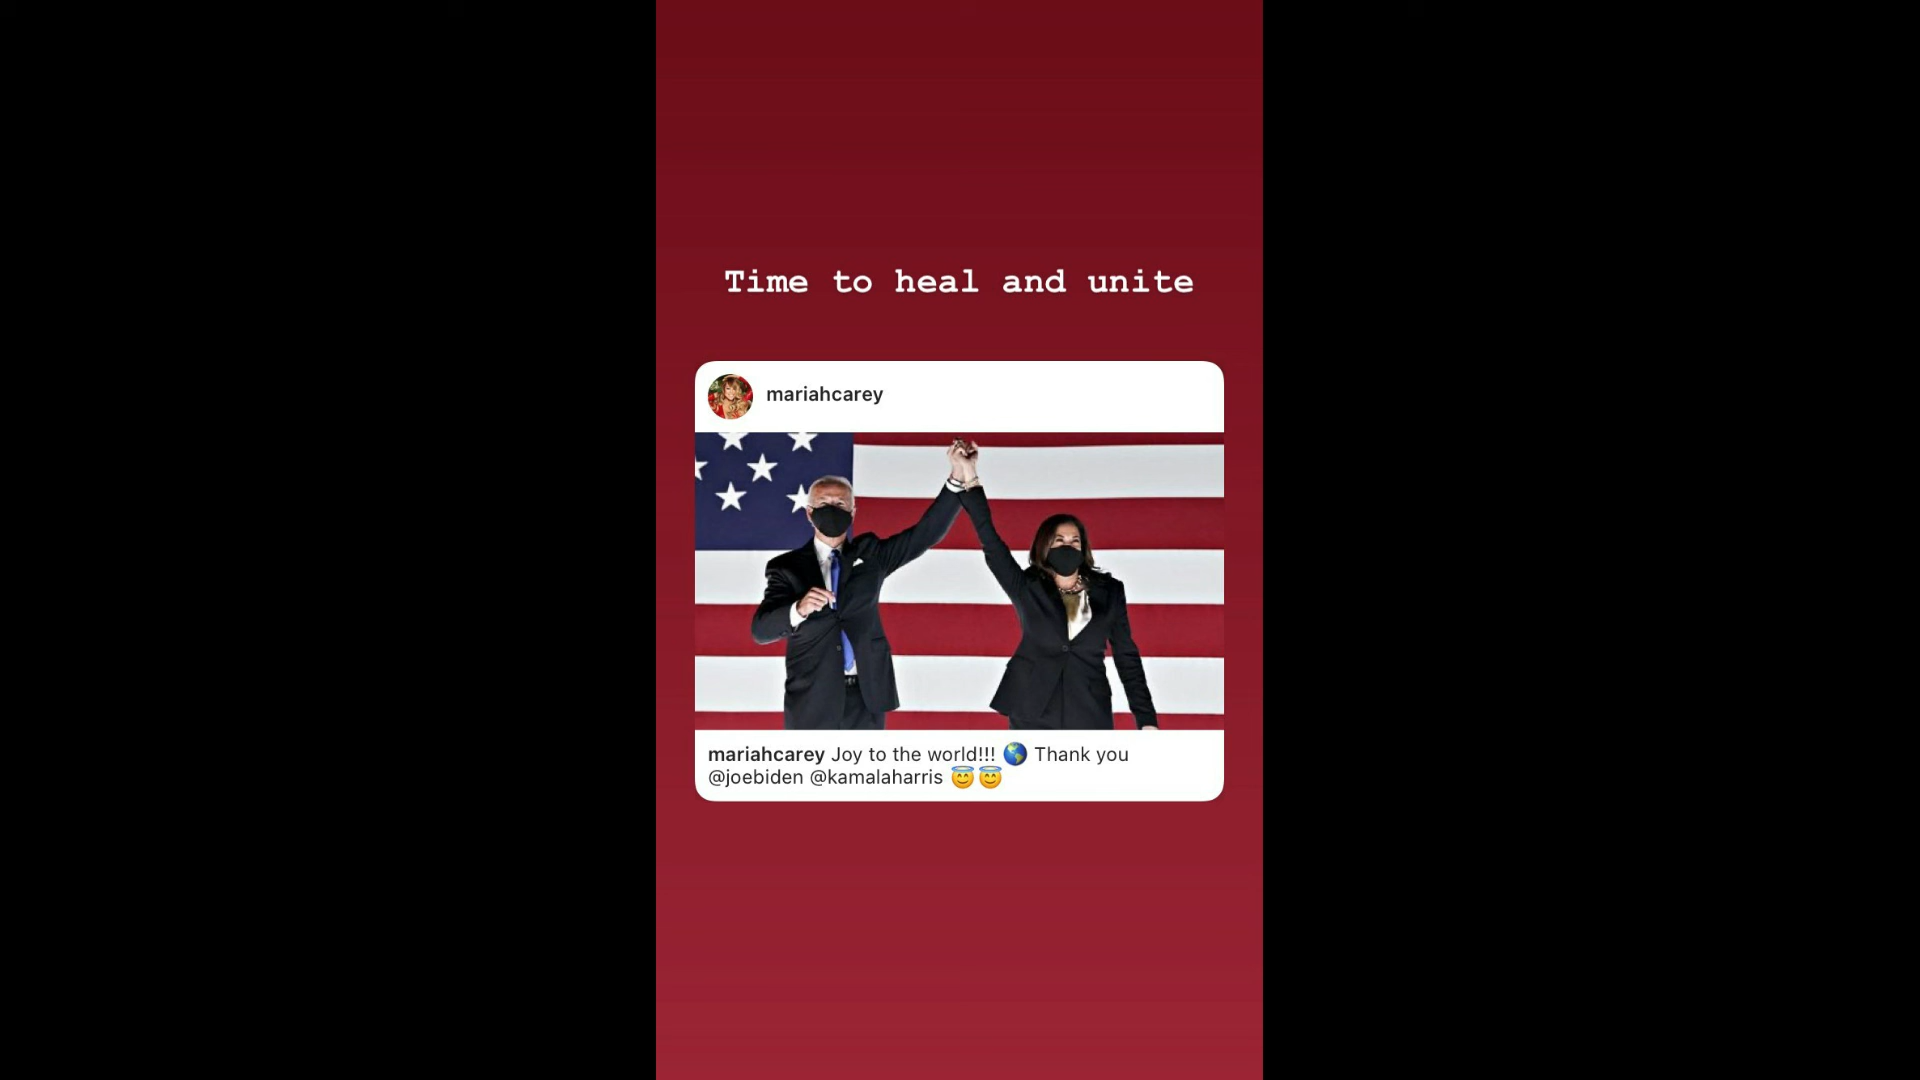 Time to heal and unite
mariahcarey
mariahcarey Joy to the world!!! 🌎 Thank you
@joebiden @kamalaharris 😇😇